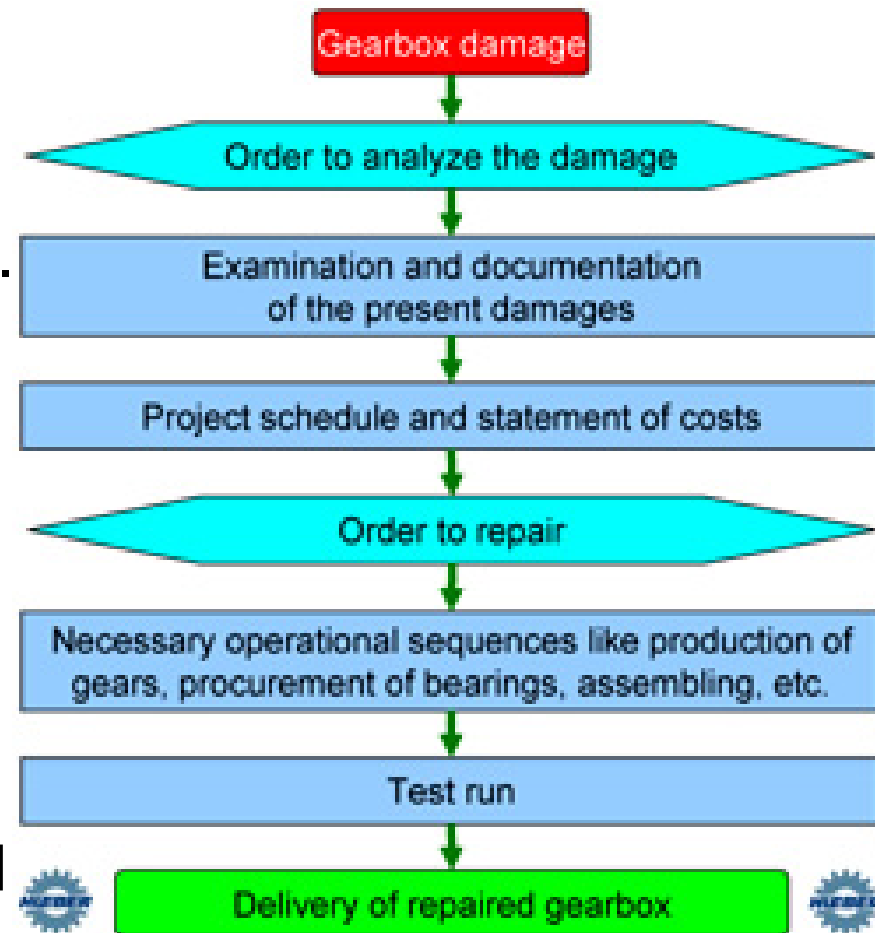 Gearbox damage
Order to analyze the damage
Examination and documentation
of the present damages
Project schedule and statement of costs
Order to repair
Necessary operational sequences like production of
gears, procurement of bearings, assembling, etc.
Test run
Delivery of repaired gearbox